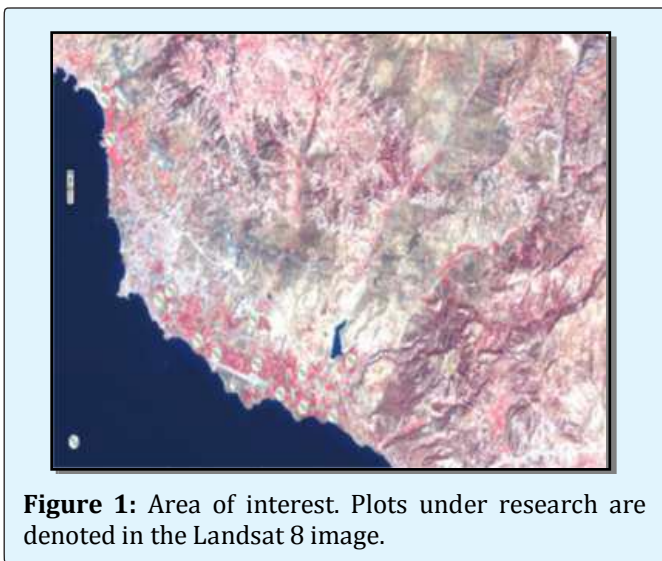 Figure 1: Area of interest. Plots under research are
denoted in the Landsat 8 image.